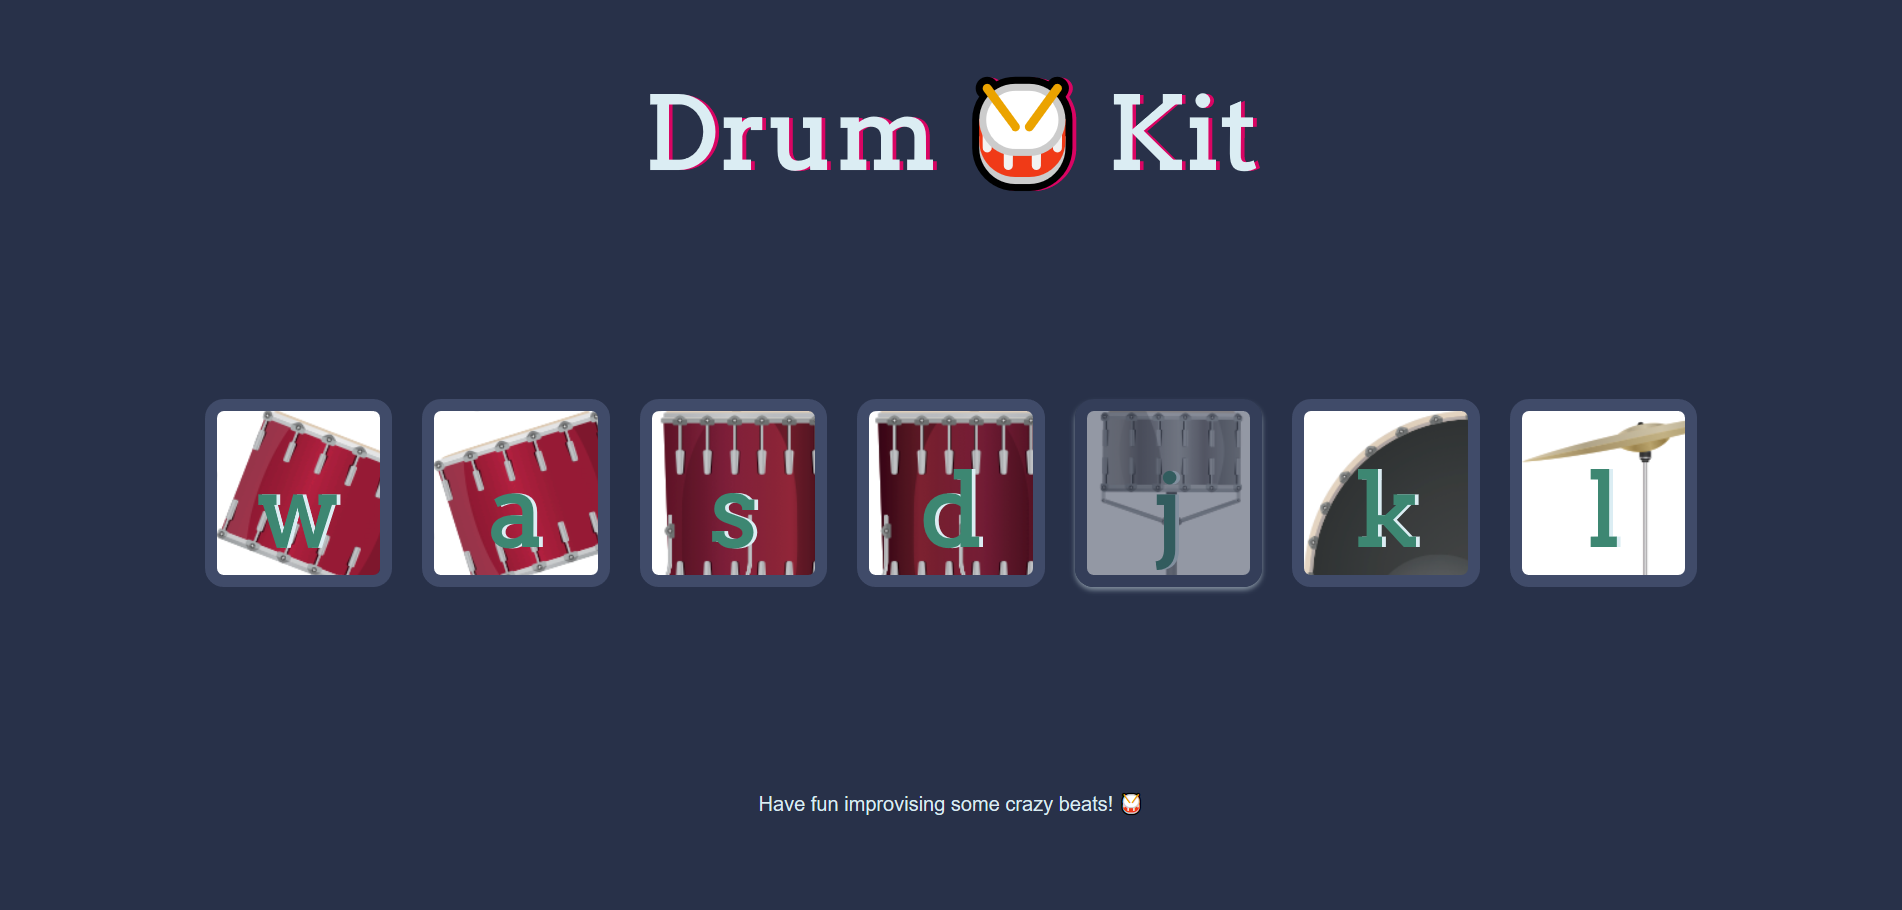 Drum 🥁 Kit
w a s d j k l
Have fun improvising some crazy beats! 🥁